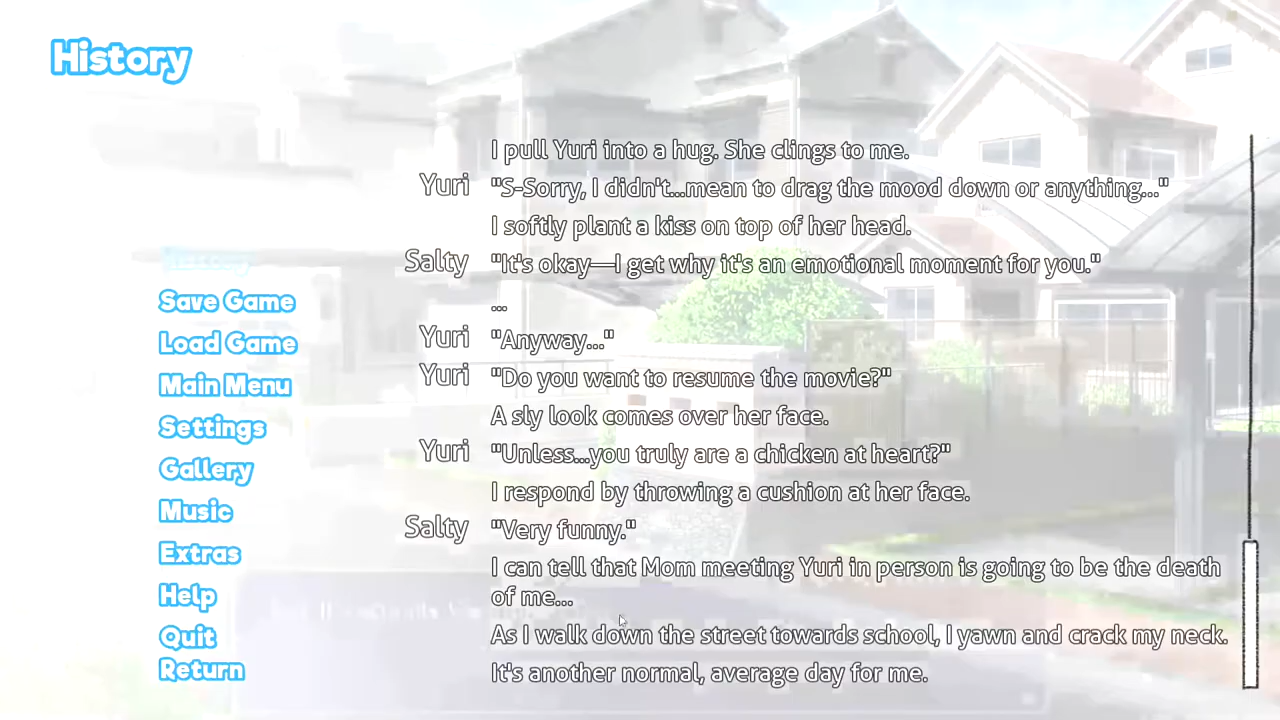 History
I pull Yuri into a hug. She clings to me.
Yuri "S-Sorry, I didn't...mean to drag the mood down or anything..."
I softly plant a kiss on top of her head.
History
Salty "It's okay—I get why it's an emotional moment for you."
Save Game
...
Load Game
Yuri "Anyway..."
Main Menu
Yuri "Do you want to resume the movie?"
A sly look comes over her face.
Settings
Yuri "Unless...you truly are a chicken at heart?"
Gallery
I respond by throwing a cushion at her face.
Music
Salty "Very funny."
Extras
I can tell that Mom meeting Yuri in person is going to be the death
of me...
Help
As I walk down the street towards school, I yawn and crack my neck.
Quit
It's another normal, average day for me.
Return